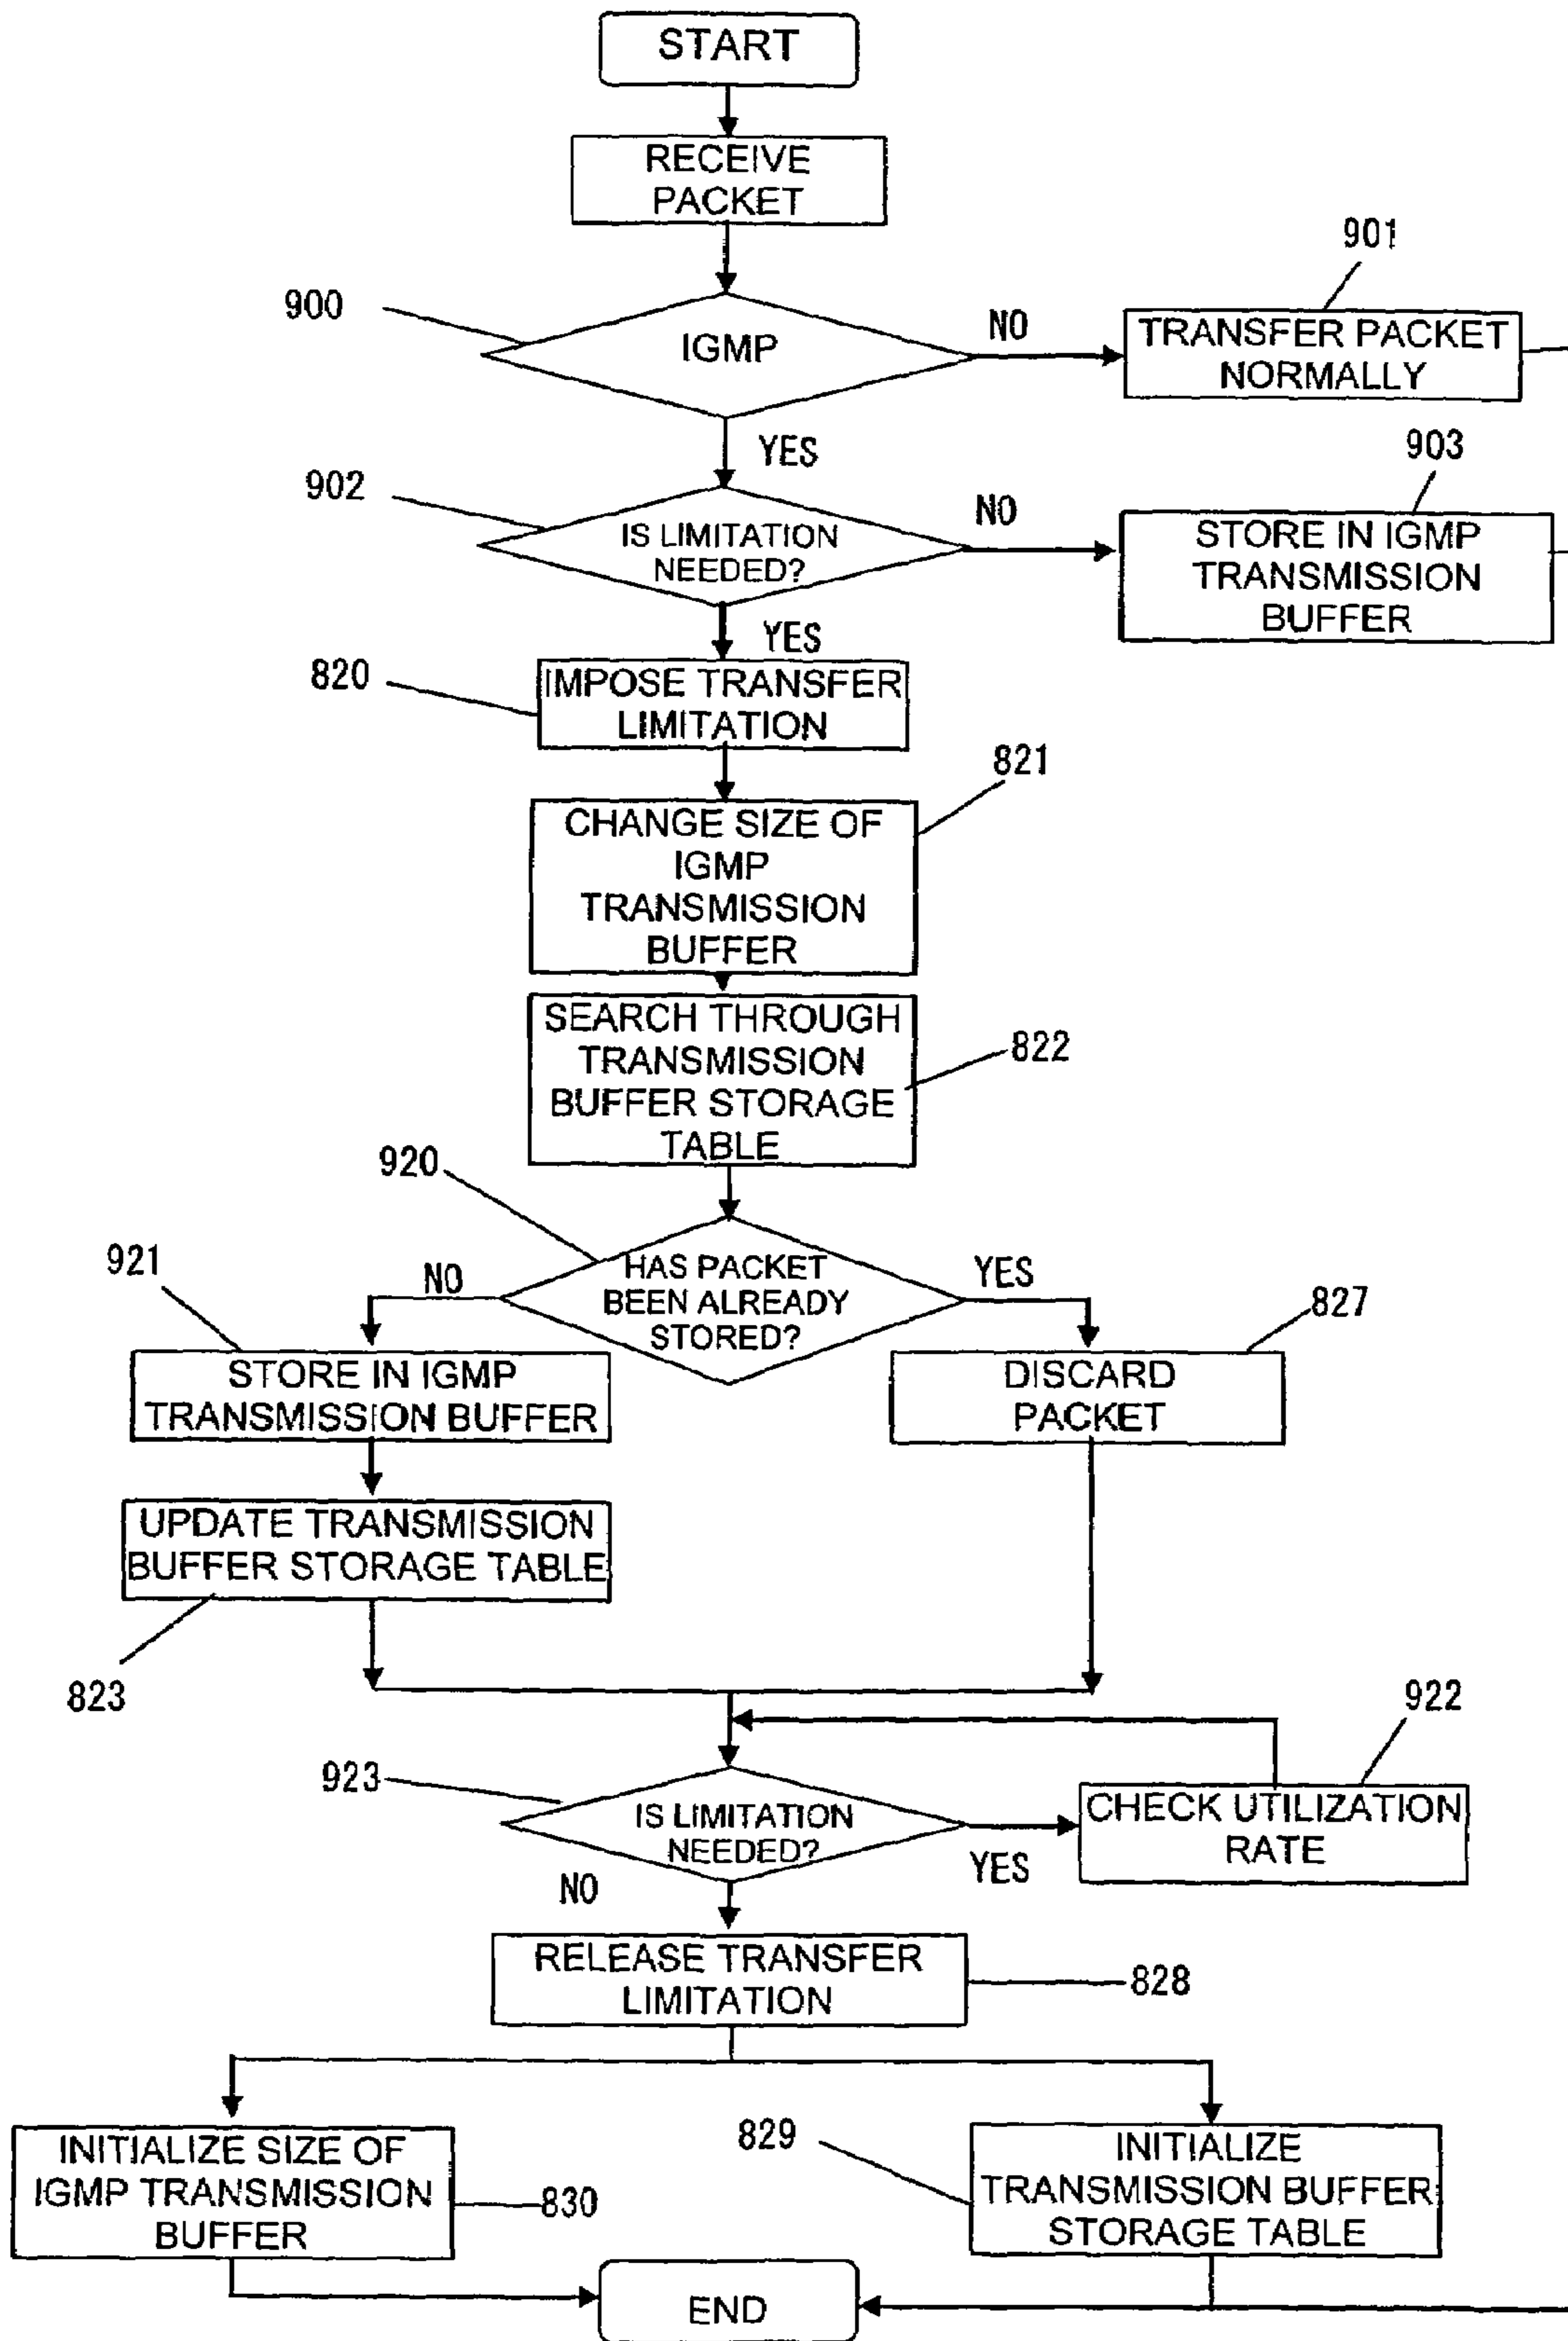 START
RECEIVE
PACKET
901
900
IGMP
NO
TRANSFER PACKET
NORMALLY
YES
903
902
IS LIMITATION
NEEDED?
NO
STORE IN IGMP
TRANSMISSION
BUFFER
YES
820
IMPOSE TRANSFER
LIMITATION
821
CHANGE SIZE OF
IGMP
TRANSMISSION
BUFFER
SEARCH THROUGH
TRANSMISSION
BUFFER STORAGE
TABLE
822
920
921
NO
HAS PACKET
BEEN ALREADY
STORED?
YES
827
STORE IN IGMP
TRANSMISSION BUFFER
DISCARD
PACKET
UPDATE TRANSMISSION
BUFFER STORAGE TABLE
823
922
923
IS LIMITATION
NEEDED?
YES
CHECK UTILIZATION
RATE
NO
RELEASE TRANSFER
LIMITATION
828
INITIALIZE SIZE OF
IGMP TRANSMISSION
BUFFER
830
829
INITIALIZE
TRANSMISSION BUFFER
STORAGE TABLE
END